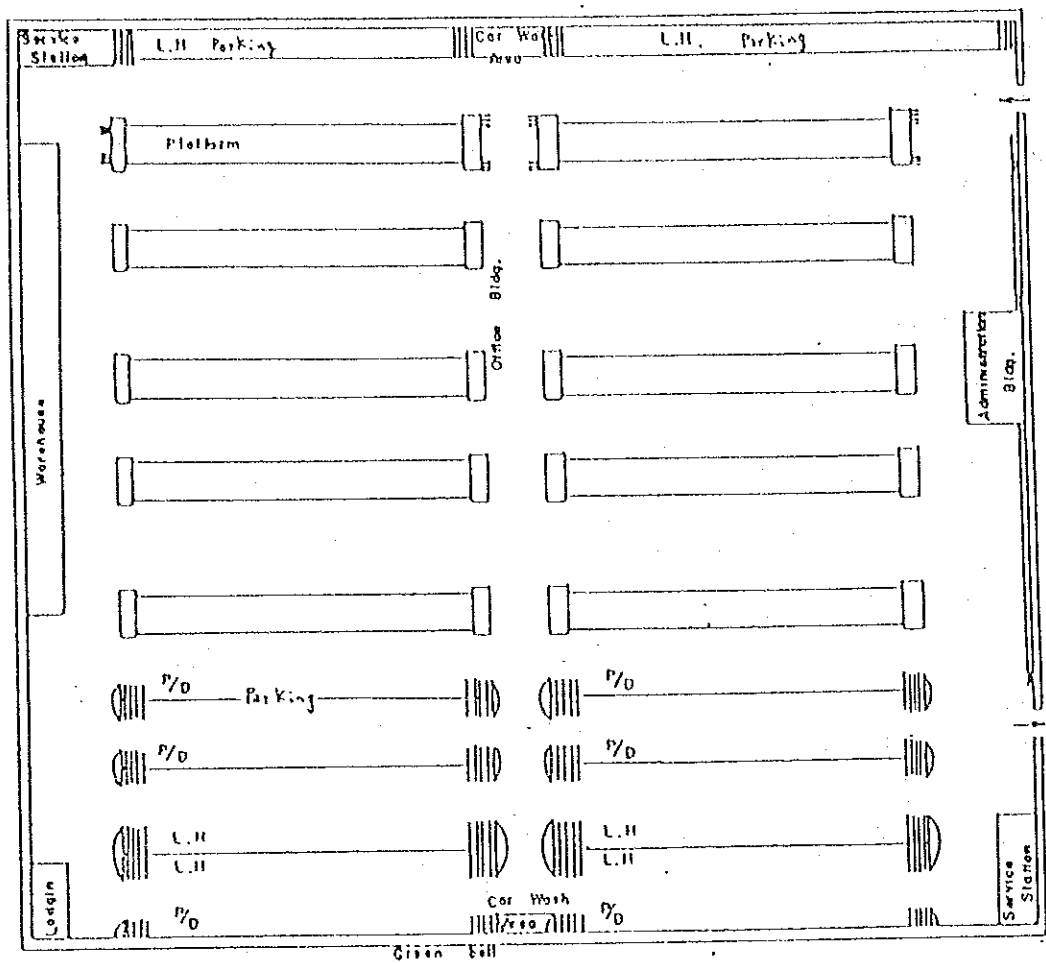 Service
Station
L.H Parking
Car Wash
Area
L.H. Parking
Platform
Office Bldg.
Warehouse
Administration
Bldg.
P/D
Parking
P/D
P/D
P/D
L.H
L.H
L.H
L.H
Lodgin
P/D
Car Wash
Area
P/D
Service
Station
Green belt